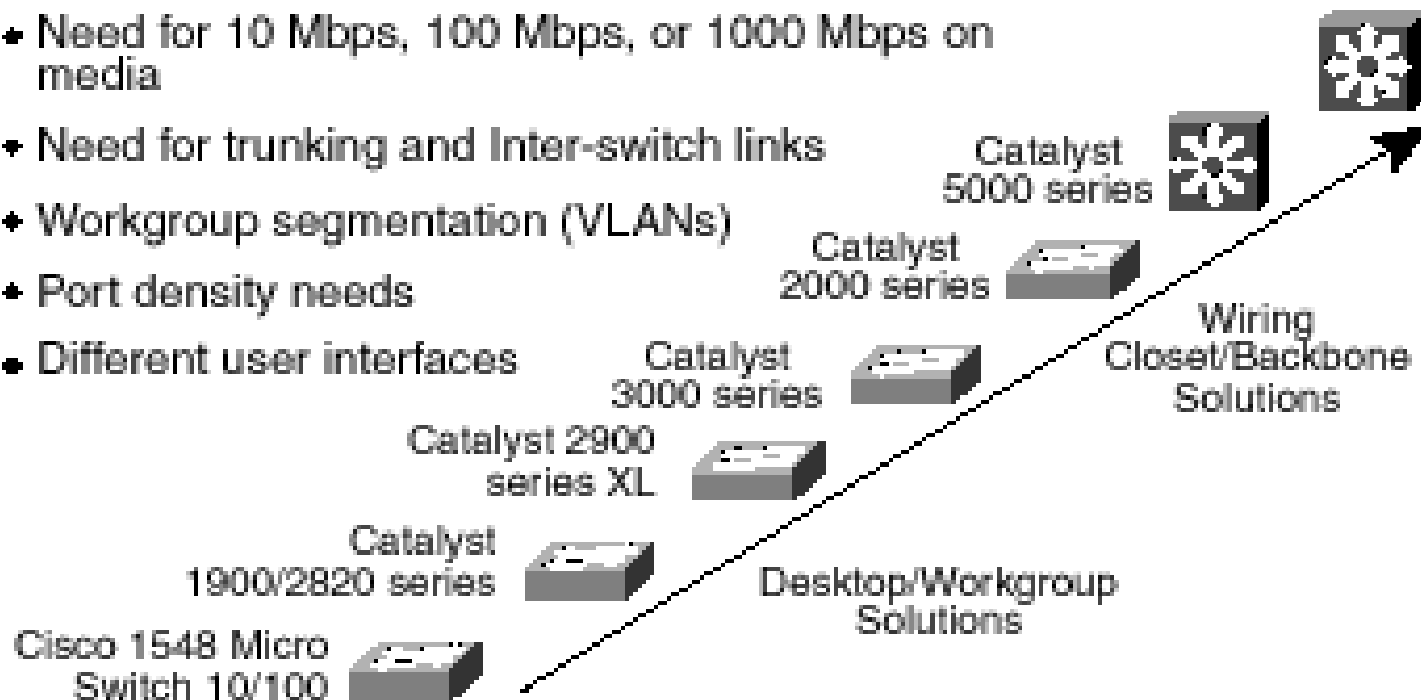 Need for 10 Mbps, 100 Mbps, or 1000 Mbps on
media
Need for trunking and Inter-switch links
Workgroup segmentation (VLANs)
Port density needs
Different user interfaces
Catalyst
5000 series
Catalyst
2000 series
Wiring
Closet/Backbone
Solutions
Catalyst
3000 series
Catalyst 2900
series XL
Catalyst
1900/2820 series
Desktop/Workgroup
Solutions
Cisco 1548 Micro
Switch 10/100